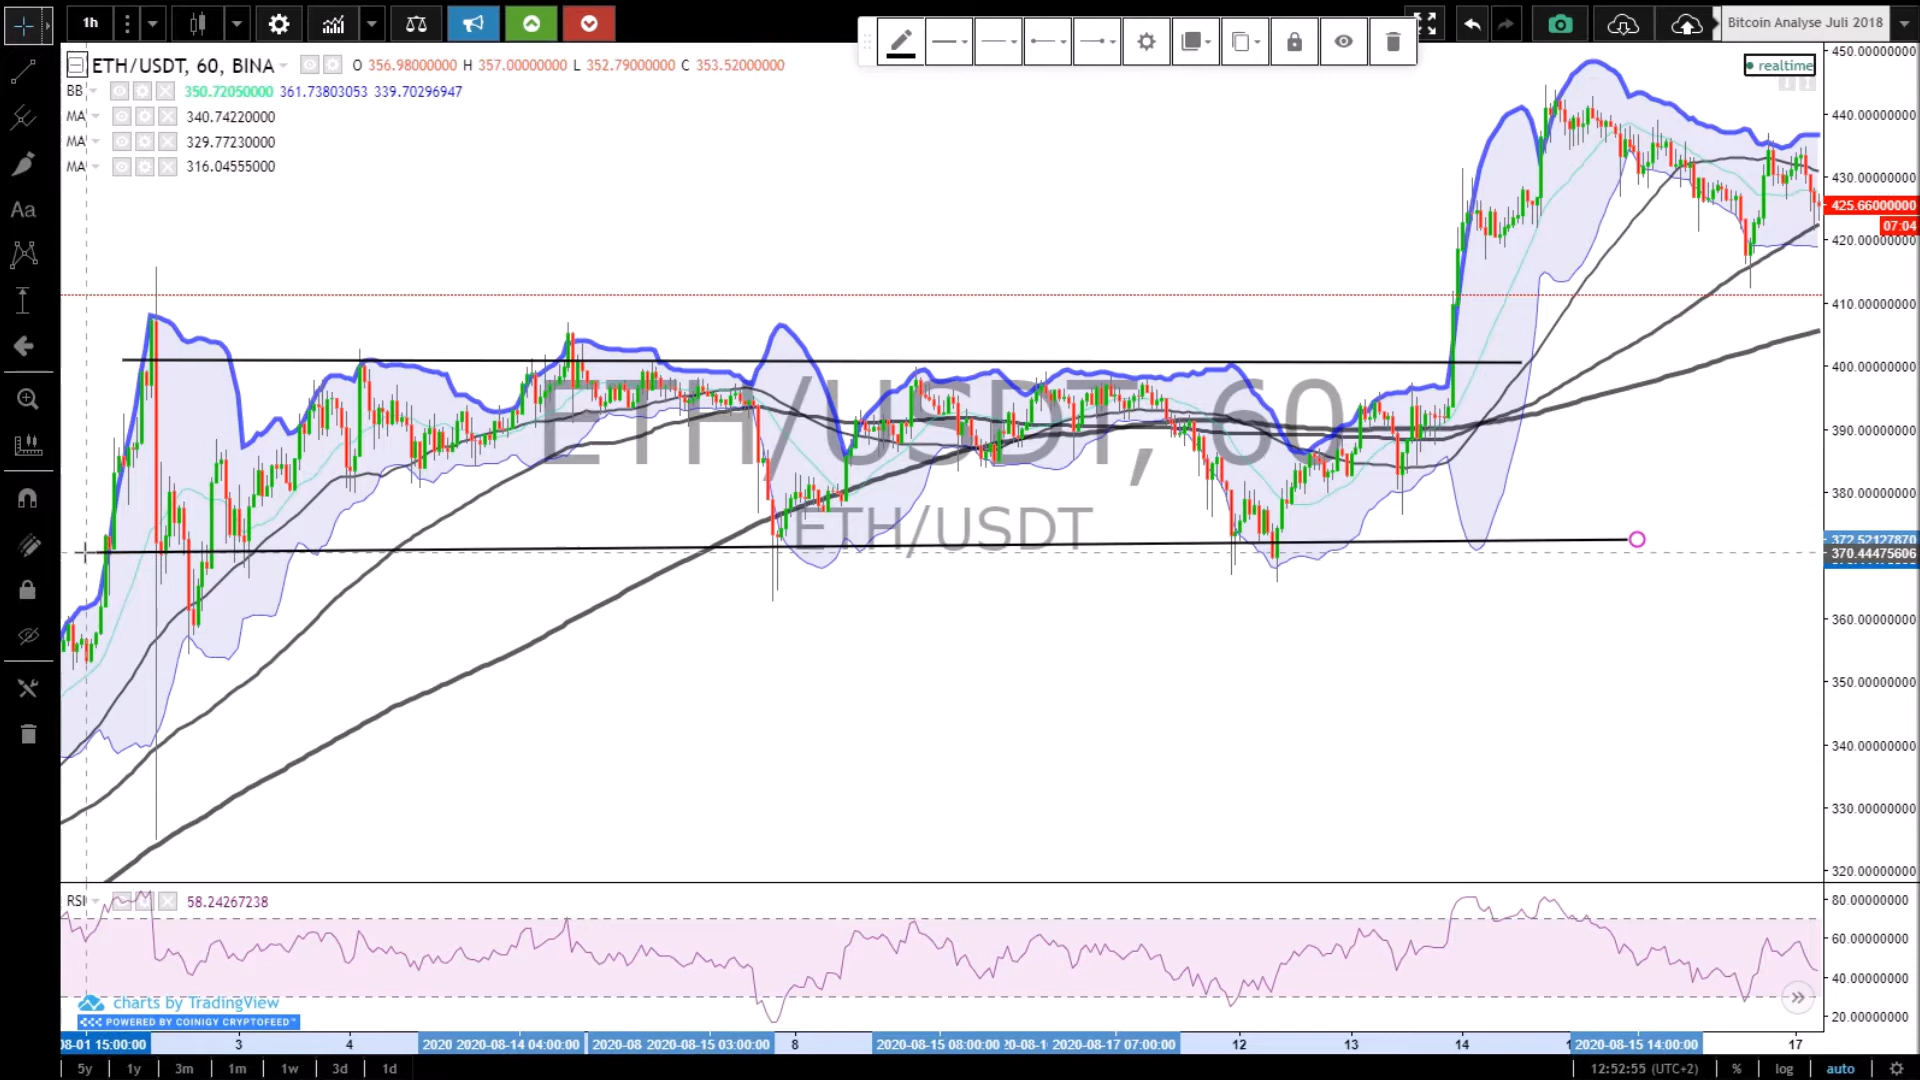 1h
Bitcoin Analyse Juli 2018
ETH/USDT, 60, BINA O 356.98000000 H 357.00000000 L 352.79000000 C 353.52000000
realtime
BB 350.72050000 361.73803053 339.70296947
MA 340.74220000
MA 329.77230000
MA 316.04555000
Aa
ETH/USDT, 60
ETH/USDT
450.00000000
440.00000000
430.00000000
425.66000000
07:04
420.00000000
410.00000000
400.00000000
390.00000000
380.00000000
372.52127870
370.44475606
360.00000000
350.00000000
340.00000000
330.00000000
320.00000000
RSI 58.24267238
80.00000000
60.00000000
40.00000000
20.00000000
charts by TradingView
POWERED BY COINIGY CRYPTOFEED™
08-01 15:00:00 3 4 2020 2020-08-14 04:00:00 2020-08 2020-08-15 03:00:00 8 2020-08-15 08:00:00 2020-08-17 07:00:00 12 13 14 2020-08-15 14:00:00 17
5y 1y 3m 1m 1w 3d 1d 12:52:55 (UTC+2) % log auto